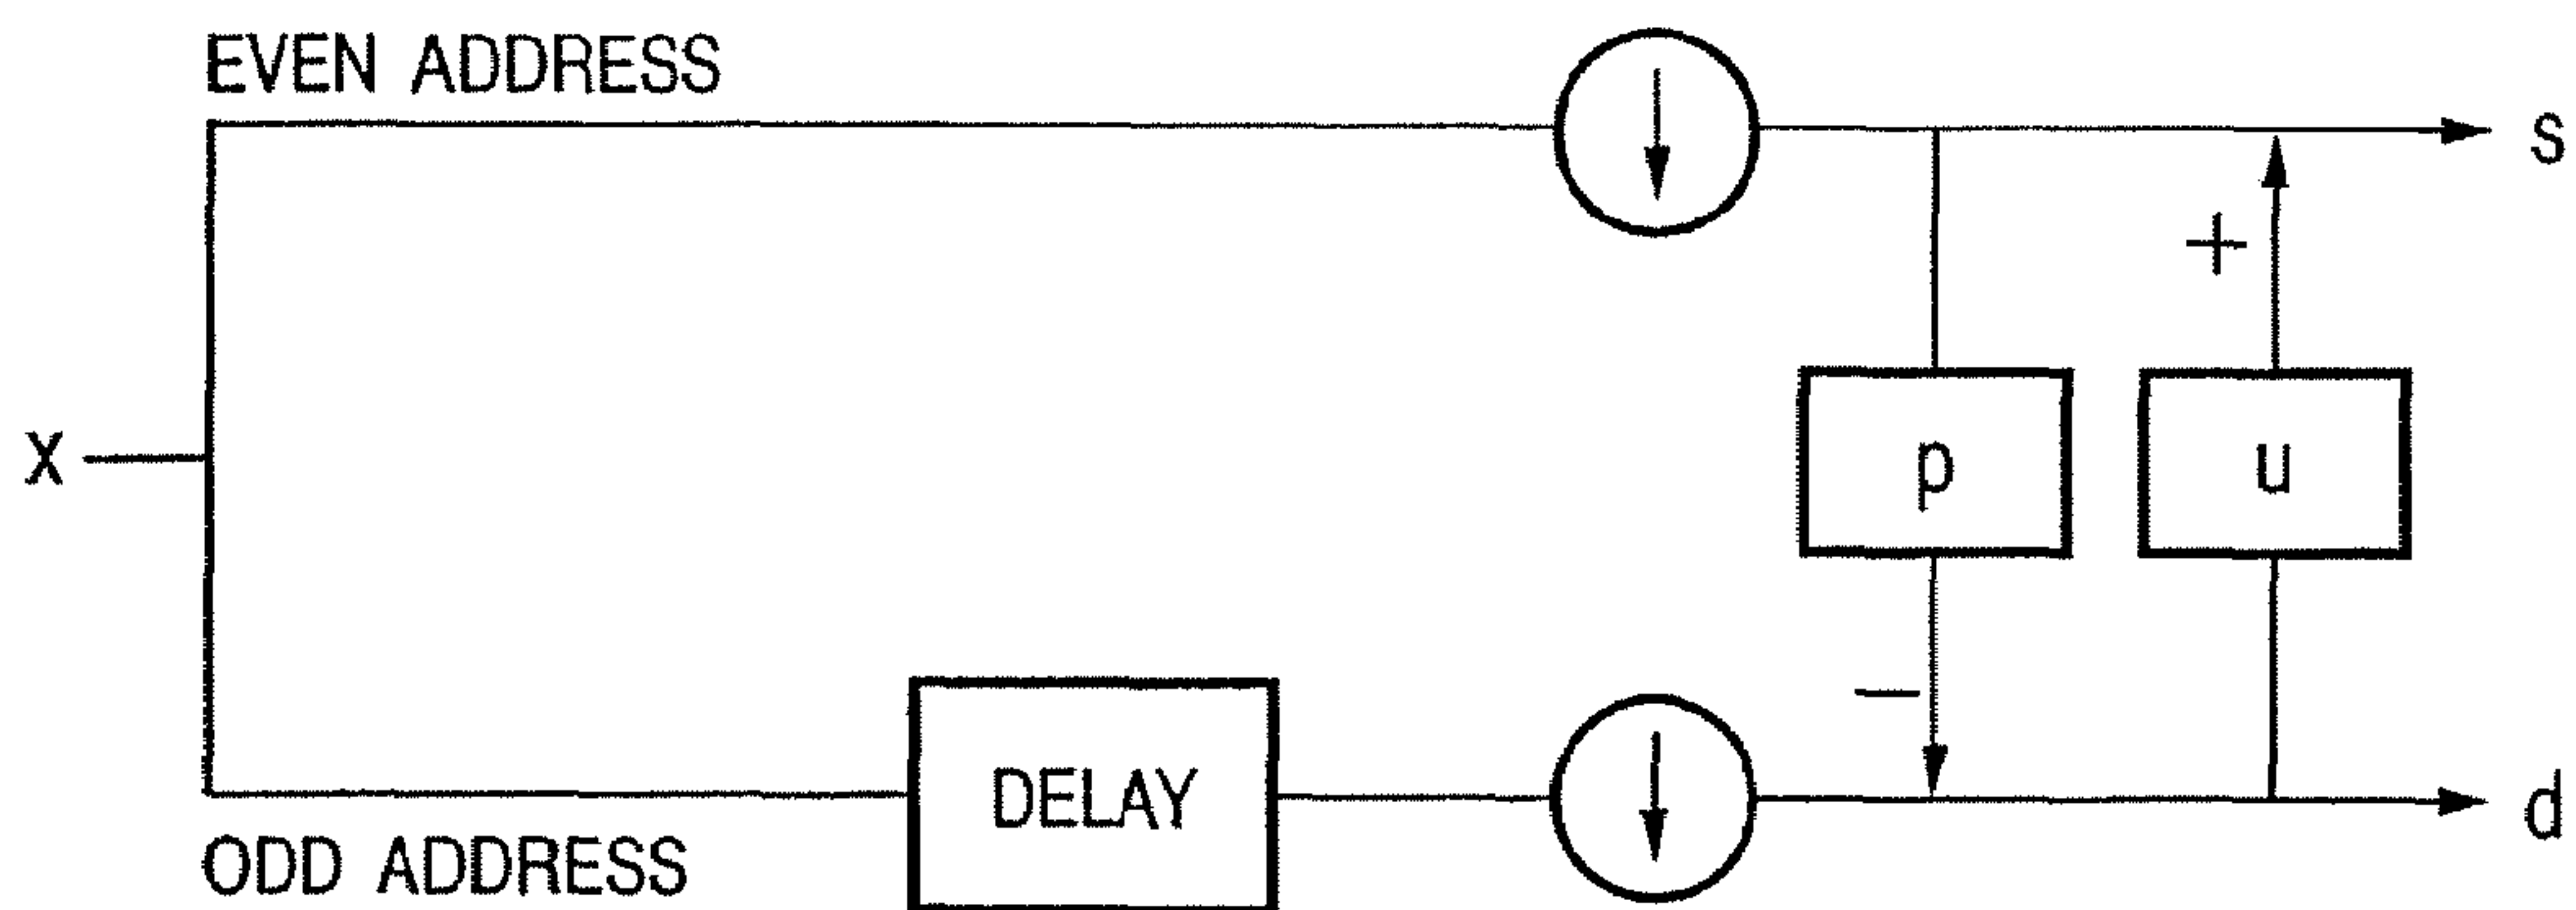 EVEN ADDRESS
s
+
x
p
u
−
DELAY
d
ODD ADDRESS